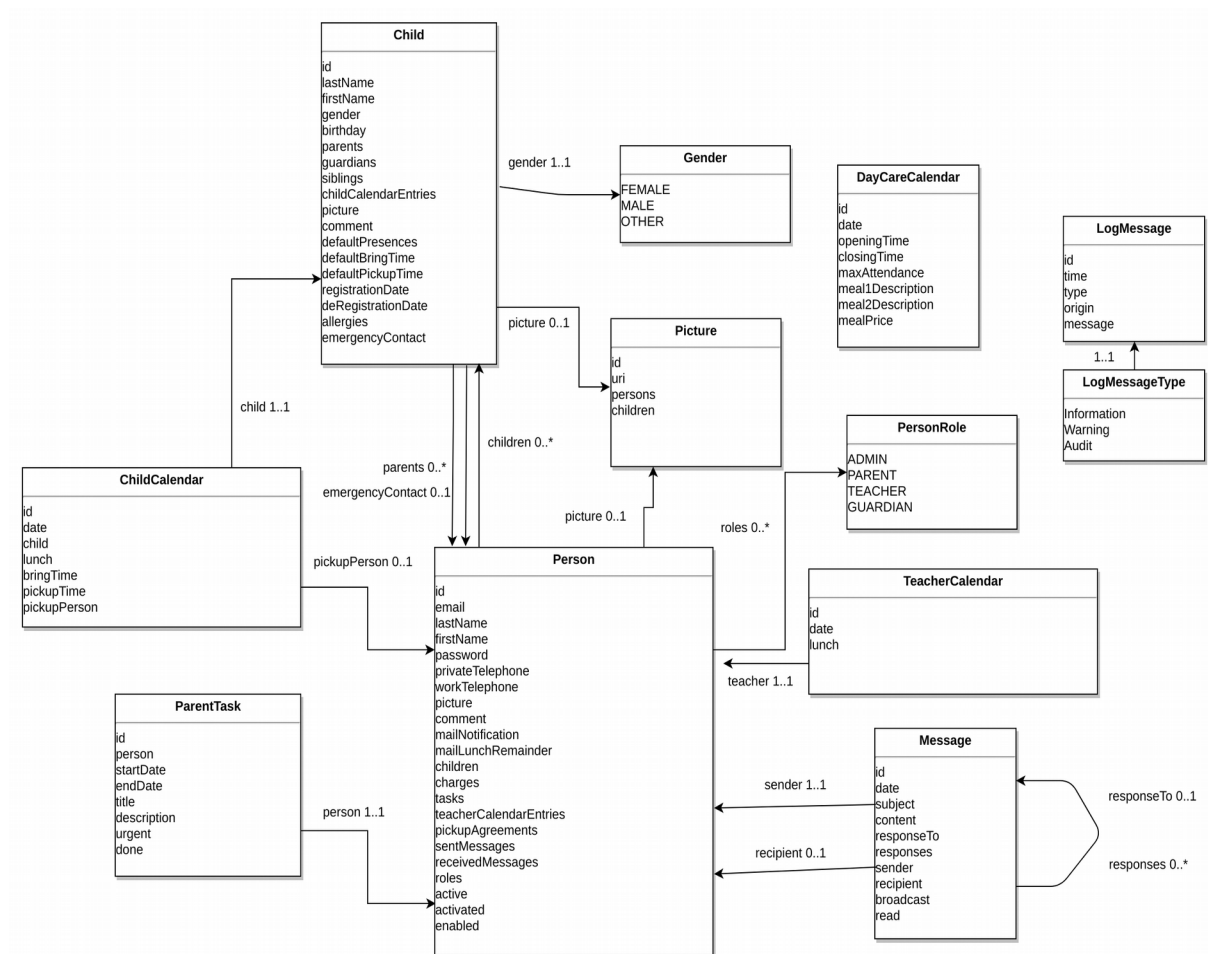 Child
id
lastName
firstName
gender
birthday
parents
guardians
siblings
childCalendarEntries
picture
comment
defaultPresences
defaultBringTime
defaultPickupTime
registrationDate
deRegistrationDate
allergies
emergencyContact
gender 1..1
Gender
FEMALE
MALE
OTHER
DayCareCalendar
id
date
openingTime
closingTime
maxAttendance
meal1Description
meal2Description
mealPrice
LogMessage
id
time
type
origin
message
1..1
LogMessageType
Information
Warning
Audit
picture 0..1
Picture
id
uri
persons
children
child 1..1
children 0..*
parents 0..*
emergencyContact 0..1
picture 0..1
roles 0..*
PersonRole
ADMIN
PARENT
TEACHER
GUARDIAN
ChildCalendar
id
date
child
lunch
bringTime
pickupTime
pickupPerson
pickupPerson 0..1
Person
id
email
lastName
firstName
password
privateTelephone
workTelephone
picture
comment
mailNotification
mailLunchRemainder
children
charges
tasks
teacherCalendarEntries
pickupAgreements
sentMessages
receivedMessages
roles
active
activated
enabled
TeacherCalendar
id
date
lunch
teacher 1..1
ParentTask
id
person
startDate
endDate
title
description
urgent
done
person 1..1
Message
id
date
subject
content
responseTo
responses
sender
recipient
broadcast
read
sender 1..1
recipient 0..1
responseTo 0..1
responses 0..*